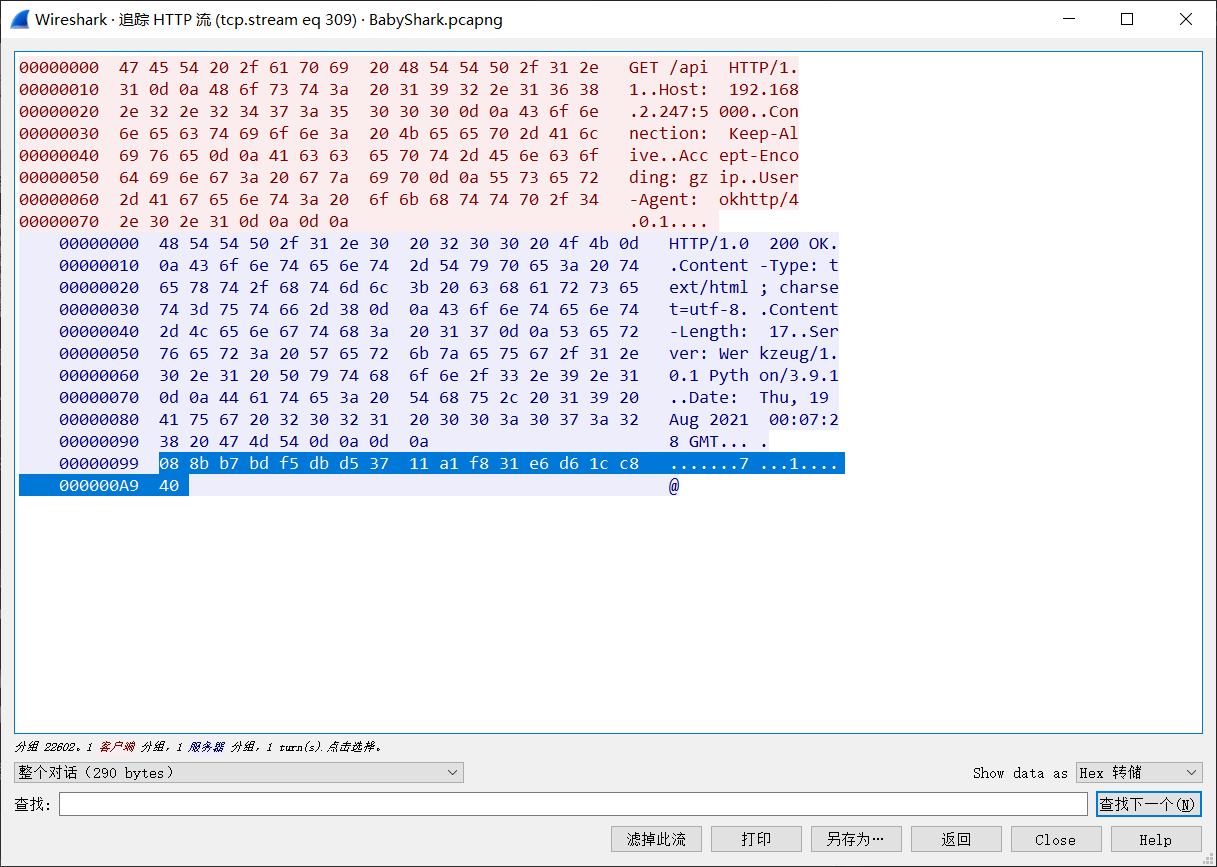 Wireshark · 追踪 HTTP 流 (tcp.stream eq 309) · BabyShark.pcapng
00000000  47 45 54 20 2f 61 70 69  20 48 54 54 50 2f 31 2e   GET /api  HTTP/1.
00000010  31 0d 0a 48 6f 73 74 3a  20 31 39 32 2e 31 36 38   1..Host:  192.168
00000020  2e 32 2e 32 34 37 3a 35  30 30 30 0d 0a 43 6f 6e   .2.247:5 000..Con
00000030  6e 65 63 74 69 6f 6e 3a  20 4b 65 65 70 2d 41 6c   nection:  Keep-Al
00000040  69 76 65 0d 0a 41 63 63  65 70 74 2d 45 6e 63 6f   ive..Acc ept-Enco
00000050  64 69 6e 67 3a 20 67 7a  69 70 0d 0a 55 73 65 72   ding: gz ip..User
00000060  2d 41 67 65 6e 74 3a 20  6f 6b 68 74 74 70 2f 34   -Agent:  okhttp/4
00000070  2e 30 2e 31 0d 0a 0d 0a                            .0.1....
00000000  48 54 54 50 2f 31 2e 30  20 32 30 30 20 4f 4b 0d   HTTP/1.0  200 OK.
00000010  0a 43 6f 6e 74 65 6e 74  2d 54 79 70 65 3a 20 74   .Content -Type: t
00000020  65 78 74 2f 68 74 6d 6c  3b 20 63 68 61 72 73 65   ext/html ; charse
00000030  74 3d 75 74 66 2d 38 0d  0a 43 6f 6e 74 65 6e 74   t=utf-8. .Content
00000040  2d 4c 65 6e 67 74 68 3a  20 31 37 0d 0a 53 65 72   -Length:  17..Ser
00000050  76 65 72 3a 20 57 65 72  6b 7a 65 75 67 2f 31 2e   ver: Wer kzeug/1.
00000060  30 2e 31 20 50 79 74 68  6f 6e 2f 33 2e 39 2e 31   0.1 Pyth on/3.9.1
00000070  0d 0a 44 61 74 65 3a 20  54 68 75 2c 20 31 39 20   ..Date:  Thu, 19
00000080  41 75 67 20 32 30 32 31  20 30 30 3a 30 37 3a 32   Aug 2021  00:07:2
00000090  38 20 47 4d 54 0d 0a 0d  0a                        8 GMT... .
00000099  08 8b b7 bd f5 db d5 37  11 a1 f8 31 e6 d6 1c c8   .......7 ...1....
000000A9  40                                                 @
分组 22602。1 客户端 分组，1 服务器 分组，1 turn(s).点击选择。
整个对话（290 bytes） Show data as Hex 转储
查找: 查找下一个(N)
滤掉此流 打印 另存为… 返回 Close Help